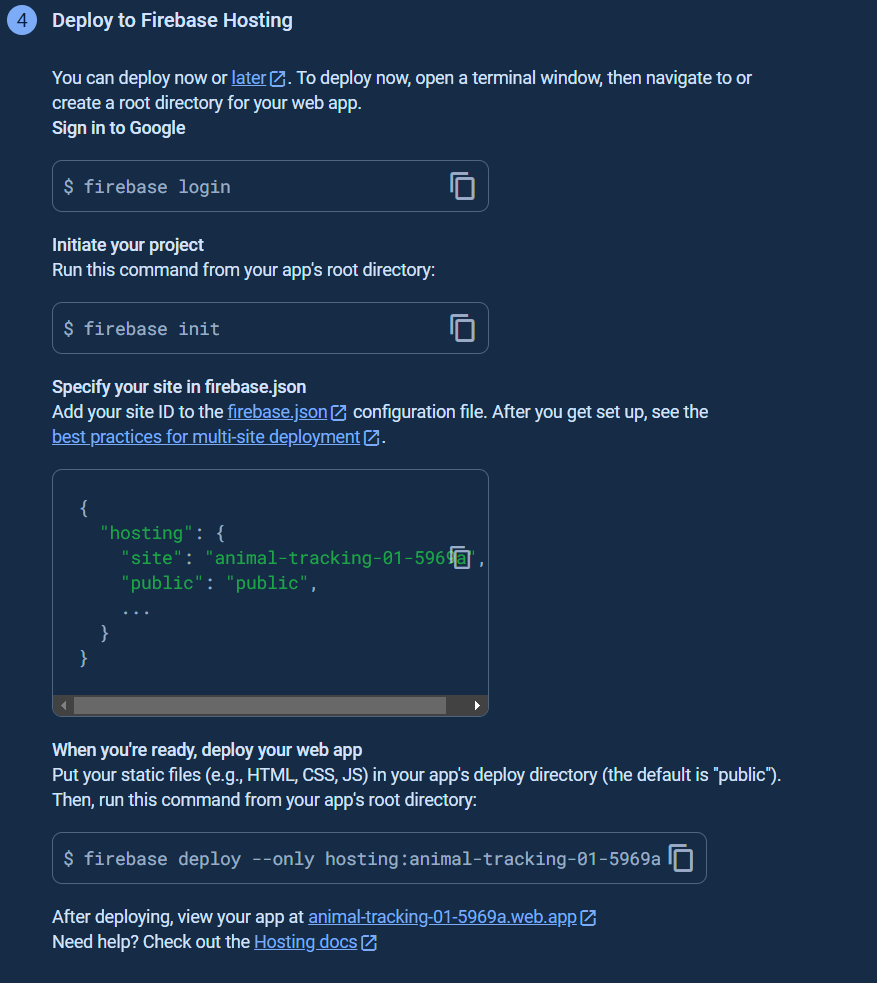 4 Deploy to Firebase Hosting
You can deploy now or later. To deploy now, open a terminal window, then navigate to or
create a root directory for your web app.
Sign in to Google
$ firebase login
Initiate your project
Run this command from your app's root directory:
$ firebase init
Specify your site in firebase.json
Add your site ID to the firebase.json configuration file. After you get set up, see the
best practices for multi-site deployment.
{
  "hosting": {
    "site": "animal-tracking-01-5969a",
    "public": "public",
    ...
  }
}
When you're ready, deploy your web app
Put your static files (e.g., HTML, CSS, JS) in your app's deploy directory (the default is "public").
Then, run this command from your app's root directory:
$ firebase deploy --only hosting:animal-tracking-01-5969a
After deploying, view your app at animal-tracking-01-5969a.web.app
Need help? Check out the Hosting docs